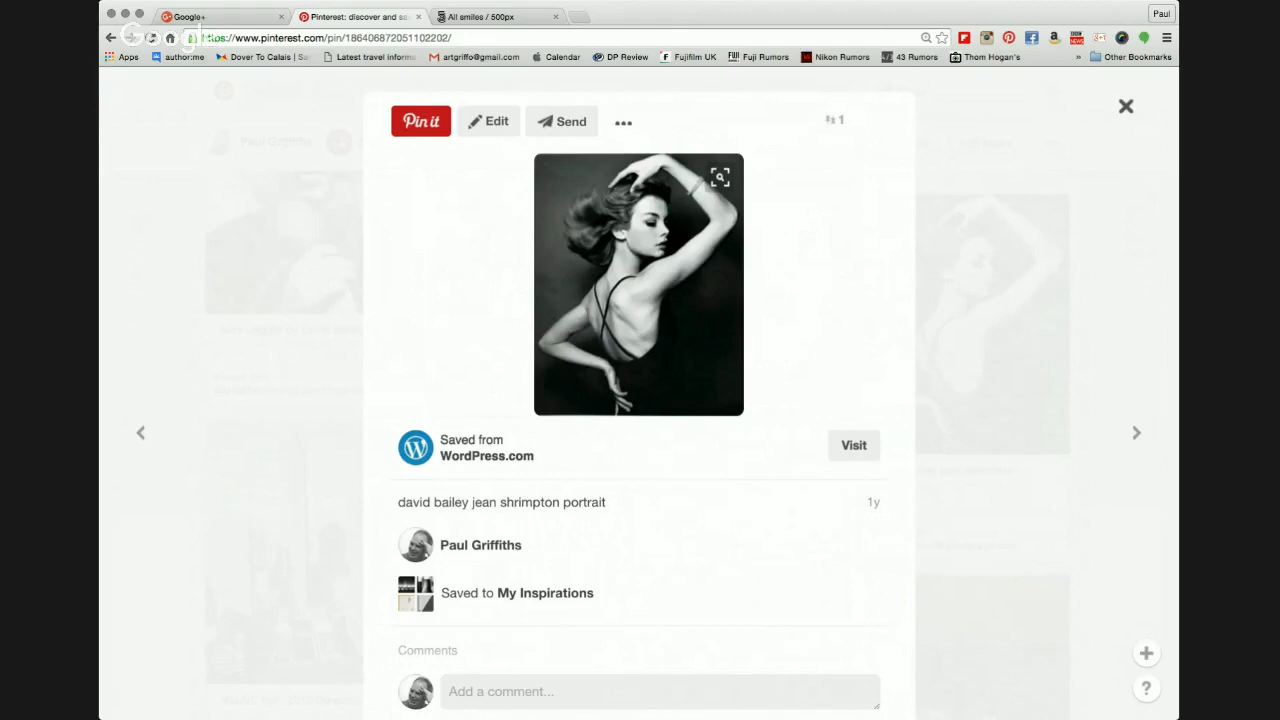 Google+
Pinterest: discover and sa
All smiles / 500px
Paul
https://www.pinterest.com/pin/186406872051102202/
Apps
author:me
Dover To Calais | Sa
Latest travel informa
artgriffo@gmail.com
Calendar
DP Review
Fujifilm UK
Fuji Rumors
Nikon Rumors
43 Rumors
Thom Hogan's
»
Other Bookmarks
Pin it
Edit
Send
1
Saved from
WordPress.com
Visit
david bailey jean shrimpton portrait
1y
Paul Griffiths
Saved to My Inspirations
Comments
Add a comment...
?